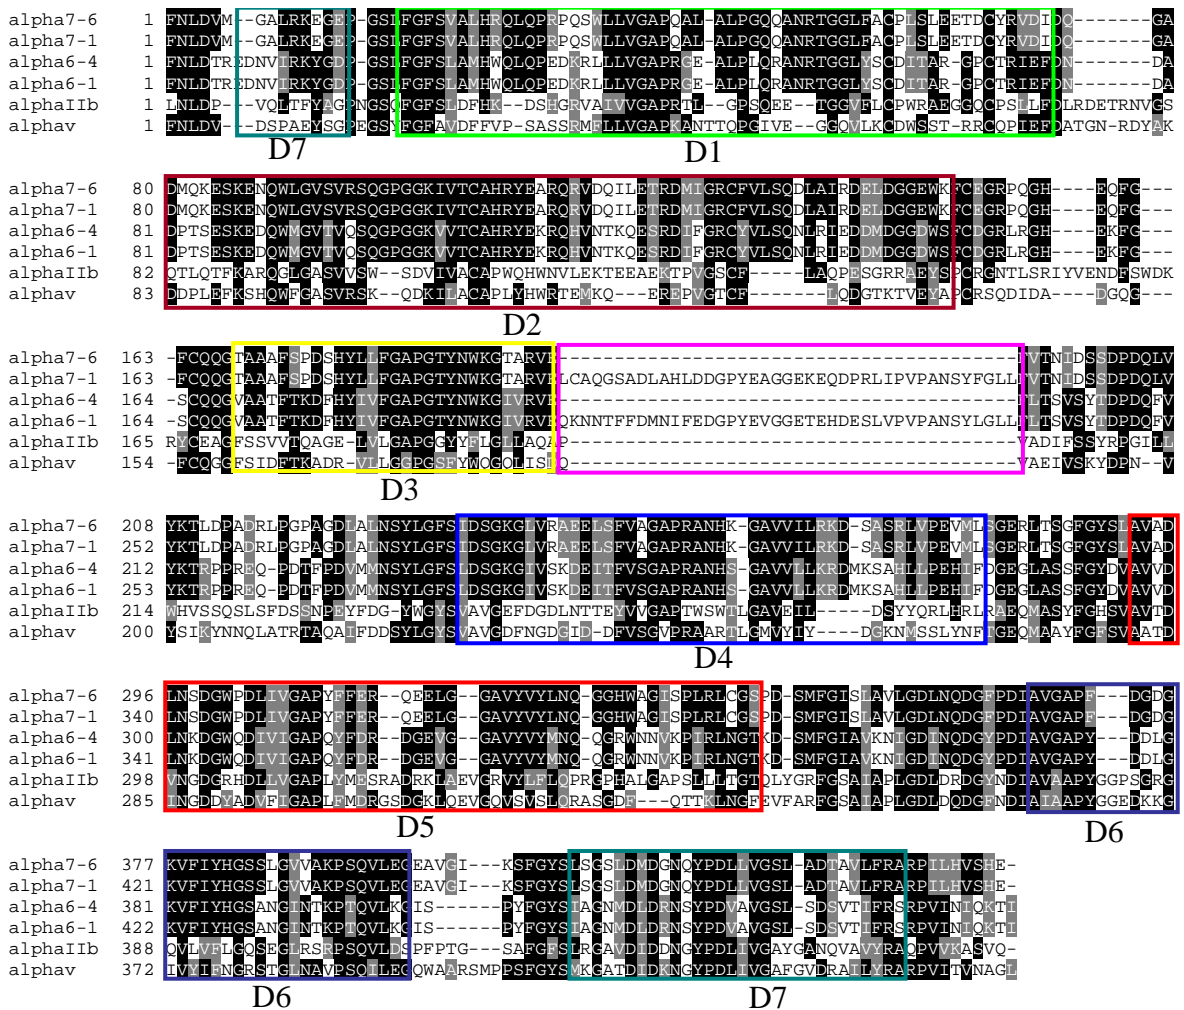 alpha7-6 1 FNLDVM--GALRKEGEP-GSLFGFSVALHRQLQPRPQSWLLVGAPQAL-ALPGQQANRTGGLFACPLSLEETDCYRVDIDQ-------GA
alpha7-1 1 FNLDVM--GALRKEGEP-GSLFGFSVALHRQLQPRPQSWLLVGAPQAL-ALPGQQANRTGGLFACPLSLEETDCYRVDIDQ-------GA
alpha6-4 1 FNLDTREDNVIRKYGDP-GSLFGFSLAMHWQLQPEDKRLLLVGAPRGE-ALPLQRANRTGGLYSCDITAR-GPCTRIEFDN-------DA
alpha6-1 1 FNLDTREDNVIRKYGDP-GSLFGFSLAMHWQLQPEDKRLLLVGAPRGE-ALPLQRANRTGGLYSCDITAR-GPCTRIEFDN-------DA
alphaIIb 1 LNLDP--VQLTFYAGPNGSQFGFSLDFHK--DSHGRVAIVVGAPRTL--GPSQEE--TGGVFLCPWRAEGGQCPSLLFDLRDETRNVGS
alphav 1 FNLDV--DSPAEYSGPEGSYFGFAVDFFVP-SASSRMFLLVGAPKANTTQPGIVE--GGQVLKCDWSST-RRCQPIEFDATGN-RDYAK
D7
D1
alpha7-6 80 DMQKESKENQWLGVSVRSQGPGGKIVTCAHRYEARQRVDQILETRDMIGRCFVLSQDLAIRDELDGGEWKFCEGRPQGH----EQFG---
alpha7-1 80 DMQKESKENQWLGVSVRSQGPGGKIVTCAHRYEARQRVDQILETRDMIGRCFVLSQDLAIRDELDGGEWKFCEGRPQGH----EQFG---
alpha6-4 81 DPTSESKEDQWMGVTVQSQGPGGKVVTCAHRYEKRQHVNTKQESRDIFGRCYVLSQNLRIEDDMDGGDWSFCDGRLRGH----EKFG---
alpha6-1 81 DPTSESKEDQWMGVTVQSQGPGGKVVTCAHRYEKRQHVNTKQESRDIFGRCYVLSQNLRIEDDMDGGDWSFCDGRLRGH----EKFG---
alphaIIb 82 QTLQTFKARQGLGASVVSW--SDVIVACAPWQHWNVLEKTEEAEKTPVGSCF----LAQPESGRRAEYSPCRGNTLSRIYVENDFSWDK
alphav 83 DDPLEFKSHQWFGASVRSK--QDKILACAPLYHWRTEMKQ---EREPVGTCF--------LQDGTKTVEYAPCRSQDIDA---DGQG---
D2
alpha7-6 163 -FCQQGTAAAFSPDSHYLLFGAPGTYNWKGTARVE-----------------------------------------FVTNIDSSDPDQLV
alpha7-1 163 -FCQQGTAAAFSPDSHYLLFGAPGTYNWKGTARVELCAQGSADLAHLDDGPYEAGGEKEQDPRLIPVPANSYFGLLFVTNIDSSDPDQLV
alpha6-4 164 -SCQQGVAATFTKDFHYIVFGAPGTYNWKGIVRVE-----------------------------------------FLTSVSYTDPDQFV
alpha6-1 164 -SCQQGVAATFTKDFHYIVFGAPGTYNWKGIVRVEQKNNTFFDMNIFEDGPYEVGGETEHDESLVPVPANSYLGLLFLTSVSYTDPDQFV
alphaIIb 165 RYCEAGFSSVVTQAGE-LVLGAPGGYYFLGLLAQAP----------------------------------------VADIFSSYRPGILL
alphav 154 -FCQGGFSIDFTKADR-VLLGGPGSFYWQGQLISDQ----------------------------------------VAEIVSKYDPN--V
D3
alpha7-6 208 YKTLDPADRLPGPAGDLALNSYLGFSIDSGKGLVRAEELSFVAGAPRANHK-GAVVILRKD-SASRLVPEVMLSGERLTSGFGYSLAVAD
alpha7-1 252 YKTLDPADRLPGPAGDLALNSYLGFSIDSGKGLVRAEELSFVAGAPRANHK-GAVVILRKD-SASRLVPEVMLSGERLTSGFGYSLAVAD
alpha6-4 212 YKTRPPREQ-PDTFPDVMMNSYLGFSLDSGKGIVSKDEITFVSGAPRANHS-GAVVLLKRDMKSAHLLPEHIFDGEGLASSFGYDVAVVD
alpha6-1 253 YKTRPPREQ-PDTFPDVMMNSYLGFSLDSGKGIVSKDEITFVSGAPRANHS-GAVVLLKRDMKSAHLLPEHIFDGEGLASSFGYDVAVVD
alphaIIb 214 WHVSSQSLSFDSSNPEYFDG-YWGYSVAVGEFDGDLNTTEYVVGAPTWSWTLGAVEIL-----DSYYQRLHRLRAEQMASYFGHSVAVTD
alphav 200 YSIKYNNQLATRTAQAIFDDSYLGYSVAVGDFNGDGID-DFVSGVPRAARTLGMVYIY----DGKNMSSLYNFTGEQMAAYFGFSVAATD
D4
alpha7-6 296 LNSDGWPDLIVGAPYFFER--QEELG--GAVYVYLNQ-GGHWAGISPLRLCGSPD-SMFGISLAVLGDLNQDGFPDIAVGAPF---DGDG
alpha7-1 340 LNSDGWPDLIVGAPYFFER--QEELG--GAVYVYLNQ-GGHWAGISPLRLCGSPD-SMFGISLAVLGDLNQDGFPDIAVGAPF---DGDG
alpha6-4 300 LNKDGWQDIVIGAPQYFDR--DGEVG--GAVYVYMNQ-QGRWNNVKPIRLNGTKD-SMFGIAVKNIGDINQDGYPDIAVGAPY---DDLG
alpha6-1 341 LNKDGWQDIVIGAPQYFDR--DGEVG--GAVYVYMNQ-QGRWNNVKPIRLNGTKD-SMFGIAVKNIGDINQDGYPDIAVGAPY---DDLG
alphaIIb 298 VNGDGRHDLLVGAPLYMESRADRKLAEVGRVYLFLQPRGPHALGAPSLLLTGTQLYGRFGSAIAPLGDLDRDGYNDIAVAAPYGGPSGRG
alphav 285 INGDDYADVFIGAPLFMDRGSDGKLQEVGQVSVSLQRASGDF---QTTKLNGFEVFARFGSAIAPLGDLDQDGFNDIAIAAPYGGEDKKG
D5
D6
alpha7-6 377 KVFIYHGSSLGVVAKPSQVLEGEAVGI---KSFGYSLSGSLDMDGNQYPDLLVGSL-ADTAVLFRARPILHVSHE-
alpha7-1 421 KVFIYHGSSLGVVAKPSQVLEGEAVGI---KSFGYSLSGSLDMDGNQYPDLLVGSL-ADTAVLFRARPILHVSHE-
alpha6-4 381 KVFIYHGSANGINTKPTQVLKGIS------PYFGYSIAGNMDLDRNSYPDVAVGSL-SDSVTIFRSRPVINIQKTI
alpha6-1 422 KVFIYHGSANGINTKPTQVLKGIS------PYFGYSIAGNMDLDRNSYPDVAVGSL-SDSVTIFRSRPVINIQKTI
alphaIIb 388 QVLVFLGQSEGLRSRPSQVLDSPFPTG---SAFGFSLRGAVDIDDNGYPDLIVGAYGANQVAVYRAQPVVKASVQ-
alphav 372 IVYIFNGRSTGLNAVPSQILEGQWAARSMPPSFGYSMKGATDIDKNGYPDLIVGAFGVDRAILYRARPVITVNAGL
D6
D7